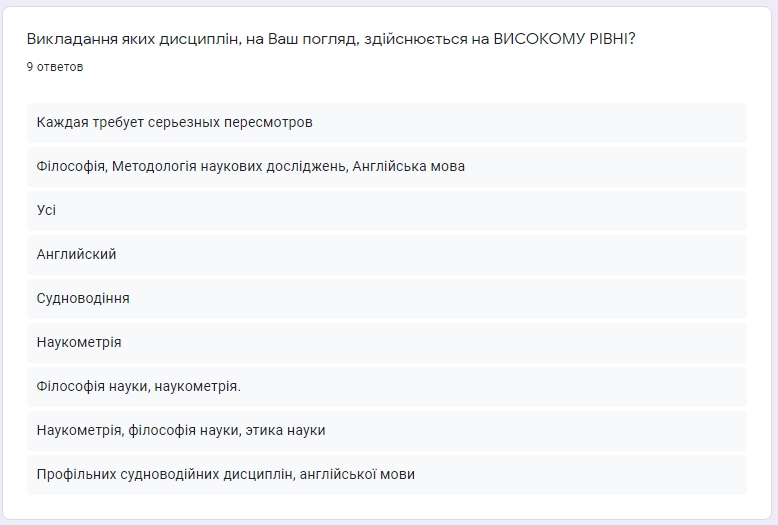 Викладання яких дисциплін, на Ваш погляд, здійснюється на ВИСОКОМУ РІВНІ?
9 ответов
Каждая требует серьезных пересмотров
Філософія, Методологія наукових досліджень, Англійська мова
Усі
Английский
Судноводіння
Наукометрія
Філософія науки, наукометрія.
Наукометрія, філософія науки, этика науки
Профільних судноводійних дисциплін, англійської мови